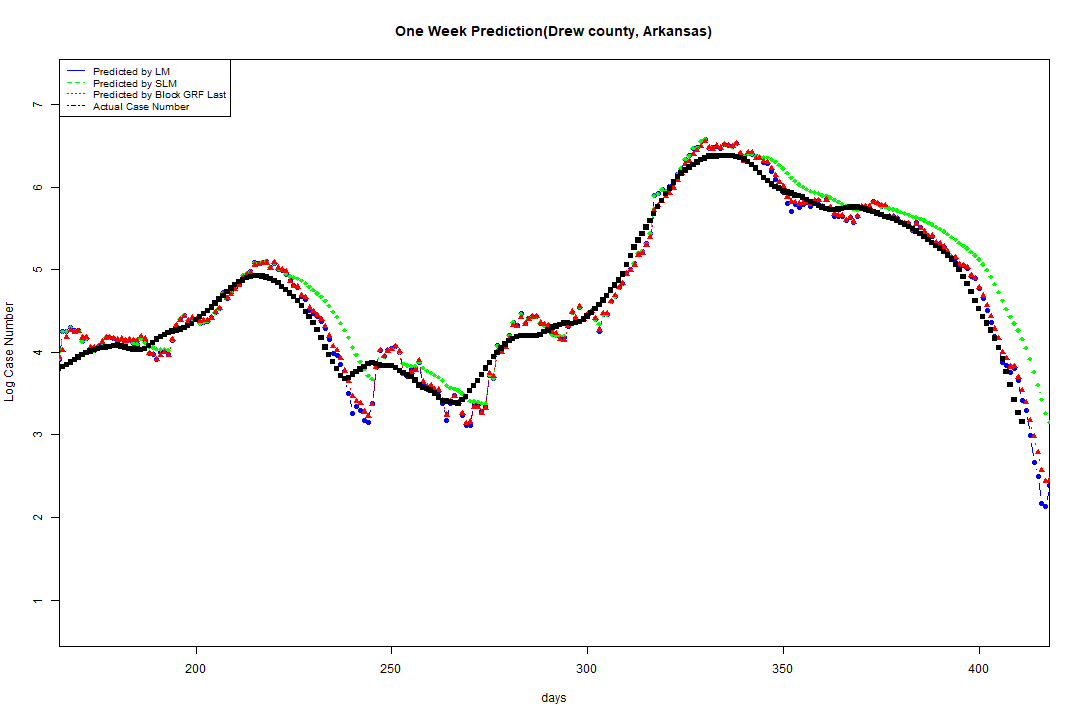 One Week Prediction(Drew county, Arkansas)
Predicted by LM
Predicted by SLM
Predicted by Block GRF Last
Actual Case Number
7
6
5
4
3
2
1
Log Case Number
200 250 300 350 400
days